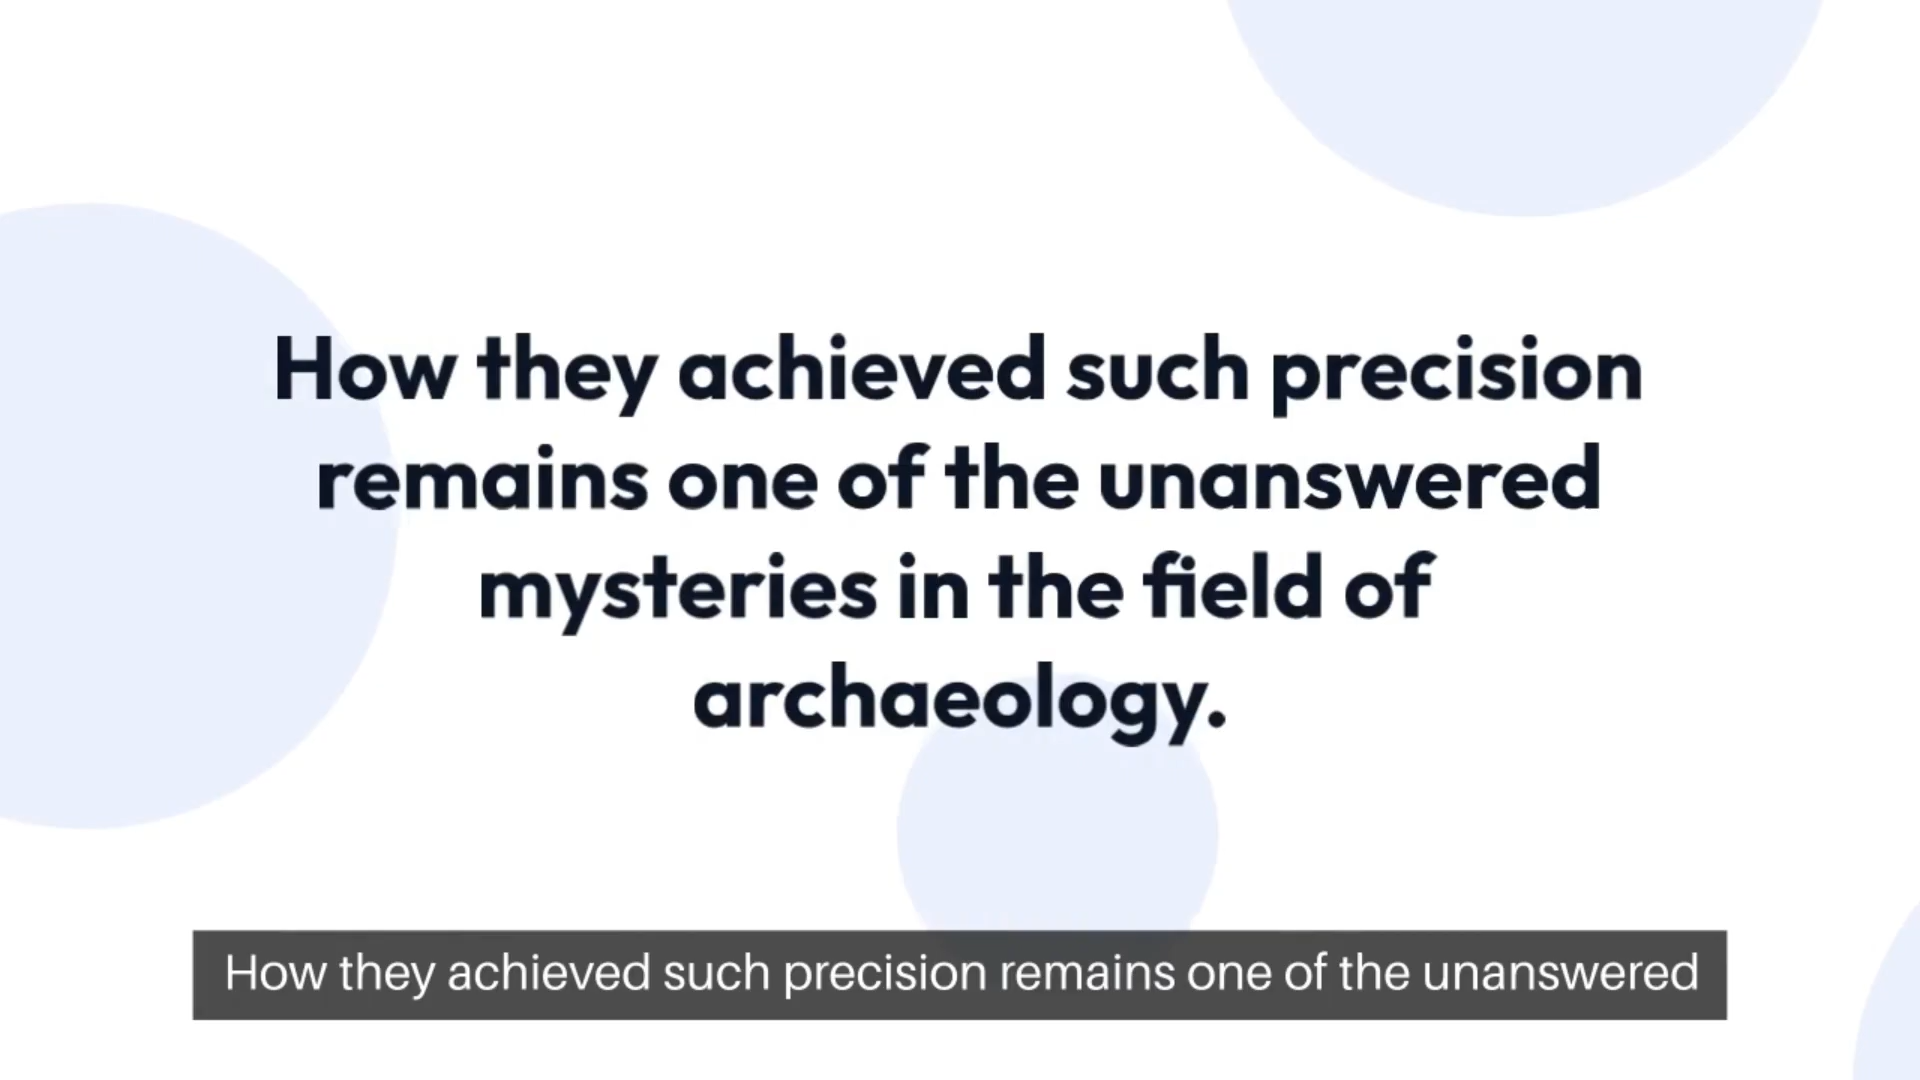 How they achieved such precision
remains one of the unanswered
mysteries in the field of
archaeology.
How they achieved such precision remains one of the unanswered